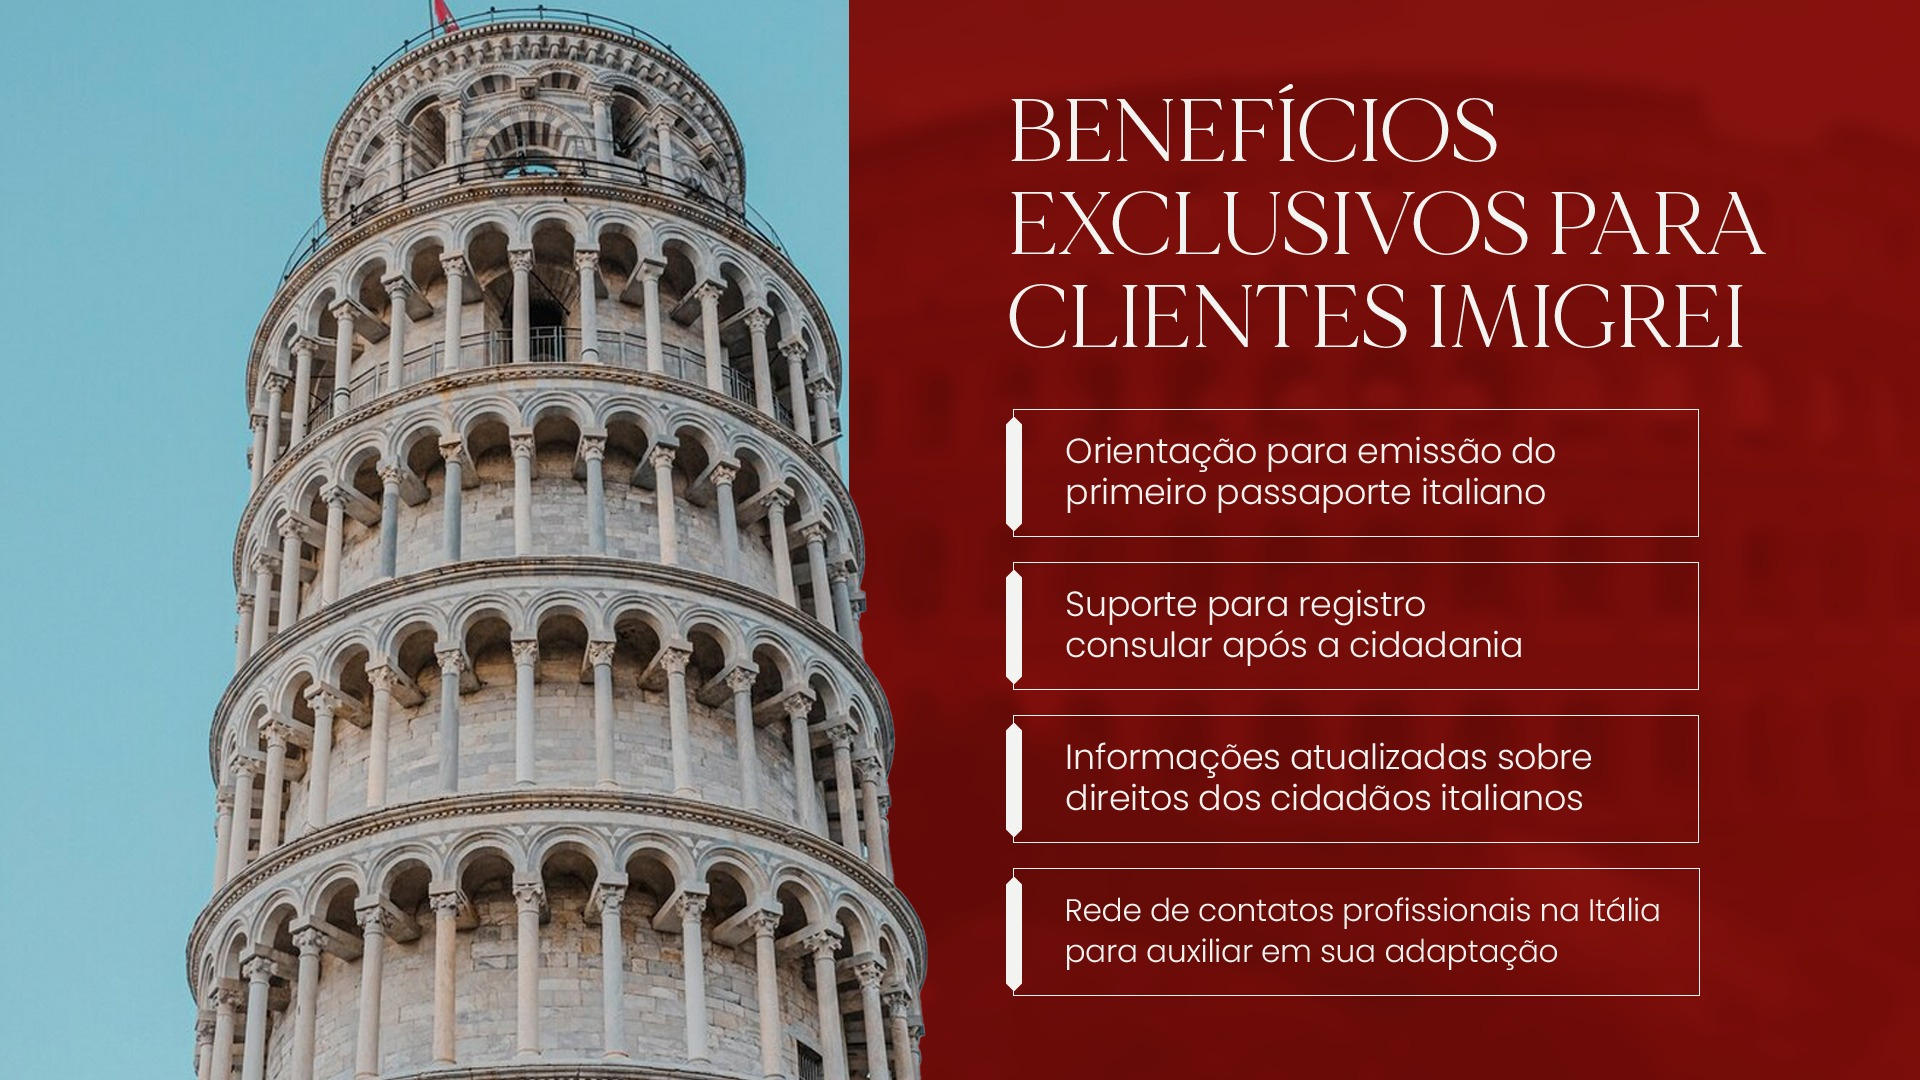 BENEFÍCIOS
EXCLUSIVOS PARA
CLIENTES IMIGREI
Orientação para emissão do
primeiro passaporte italiano
Suporte para registro
consular após a cidadania
Informações atualizadas sobre
direitos dos cidadãos italianos
Rede de contatos profissionais na Itália
para auxiliar em sua adaptação